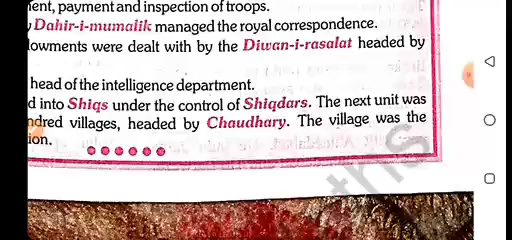 ient, payment and inspection of troops.
Dahir-i-mumalik managed the royal correspondence.
lowments were dealt with by the Diwan-i-rasalat headed by
head of the intelligence department.
d into Shiqs under the control of Shiqdars. The next unit was
ndred villages, headed by Chaudhary. The village was the
ion.